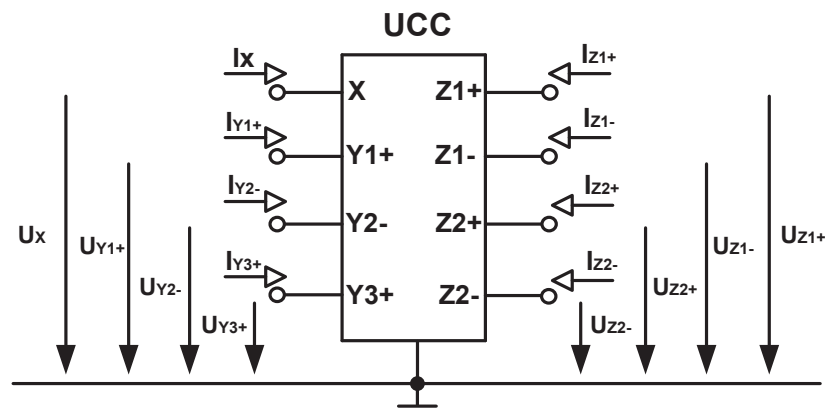 UCC
Ix
IZ1+
X
Z1+
IY1+
IZ1-
Y1+
Z1-
IY2-
IZ2+
Y2-
Z2+
UX
UY1+
UZ1-
UZ1+
IY3+
IZ2-
UY2-
UZ2+
Y3+
Z2-
UY3+
UZ2-